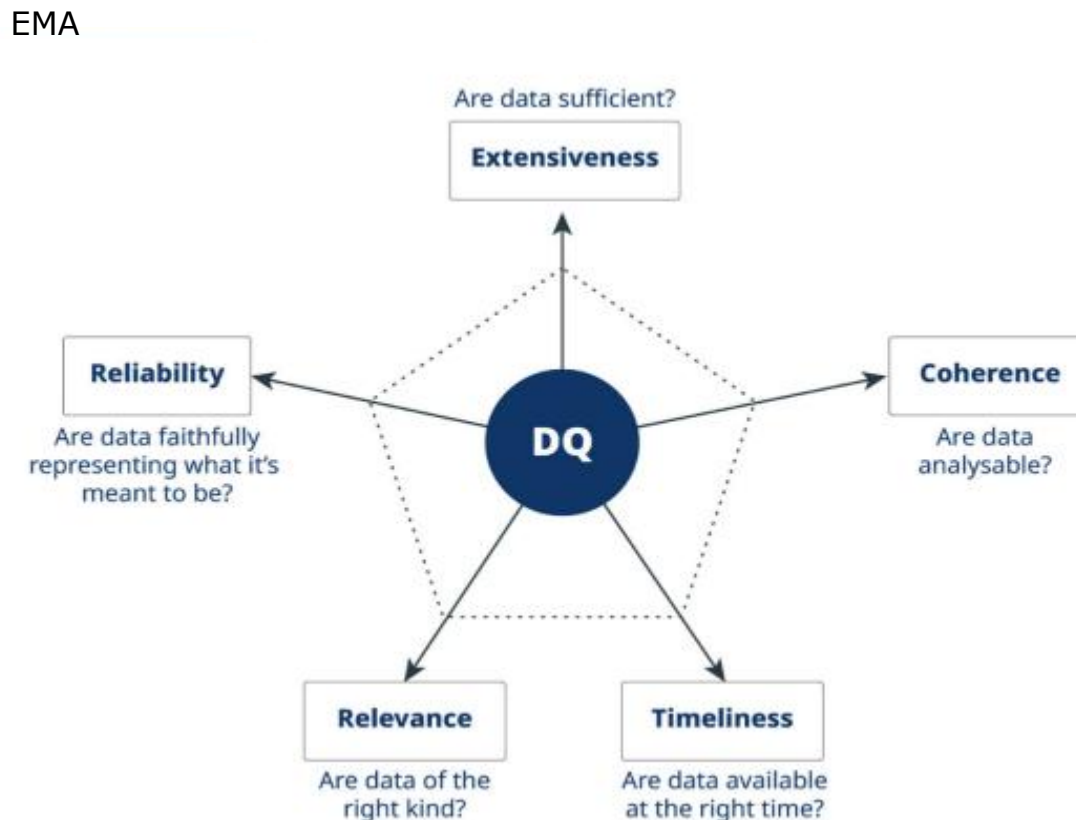 EMA
Are data sufficient?
Extensiveness
Reliability
Are data faithfully
representing what it's
meant to be?
DQ
Coherence
Are data
analysable?
Relevance
Are data of the
right kind?
Timeliness
Are data available
at the right time?